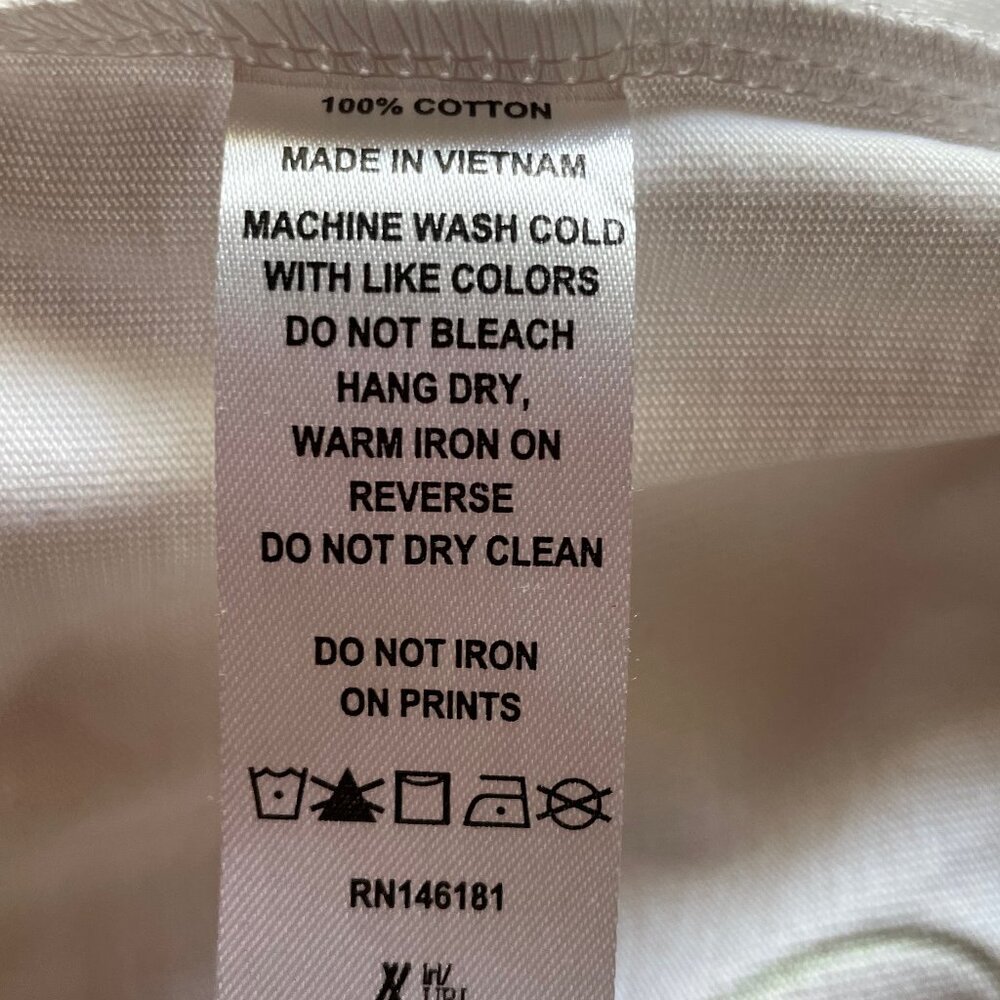 100% COTTON
MADE IN VIETNAM
MACHINE WASH COLD
WITH LIKE COLORS
DO NOT BLEACH
HANG DRY,
WARM IRON ON
REVERSE
DO NOT DRY CLEAN
DO NOT IRON
ON PRINTS
RN146181